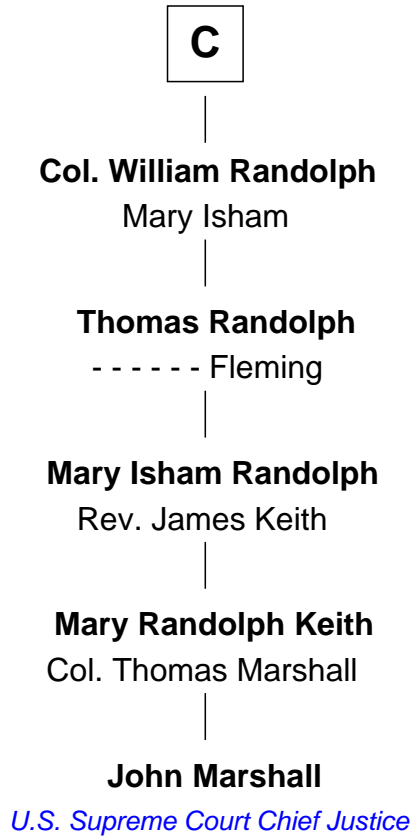 C
Col. William Randolph
Mary Isham
Thomas Randolph
- - - - - - Fleming
Mary Isham Randolph
Rev. James Keith
Mary Randolph Keith
Col. Thomas Marshall
John Marshall
U.S. Supreme Court Chief Justice